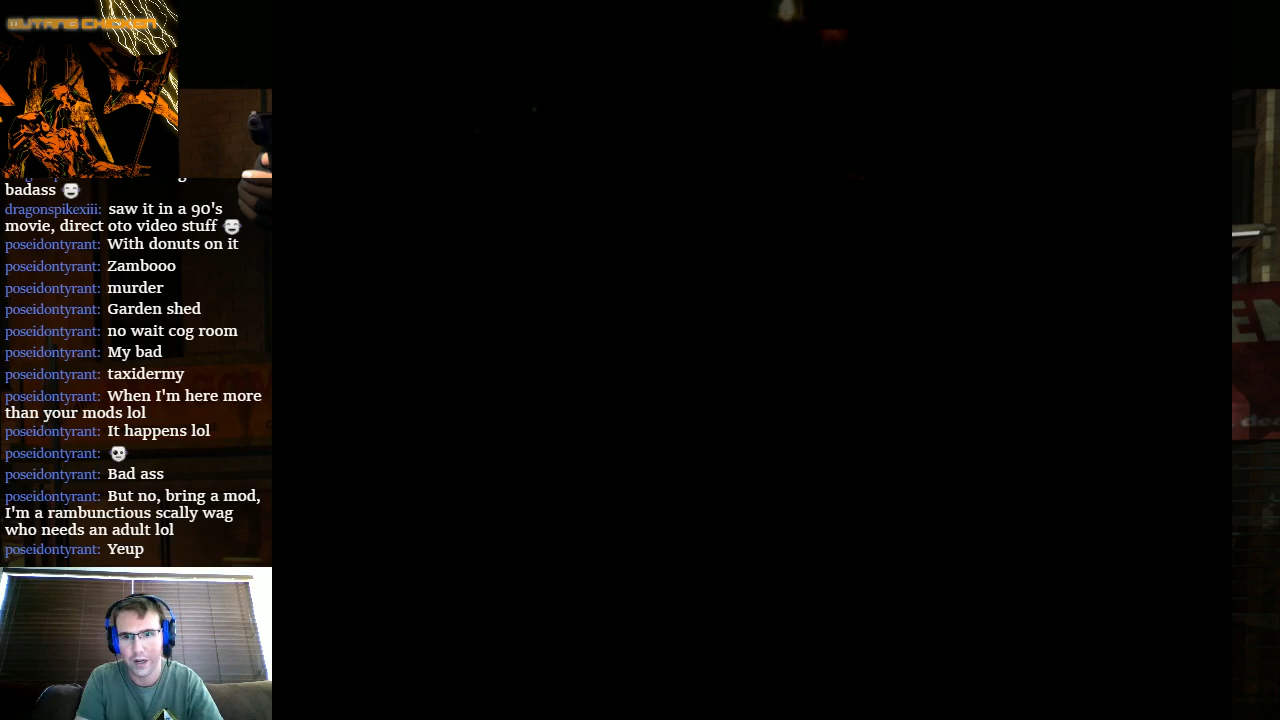 WUTANG CHICKEN
badass
dragonspikexiii: saw it in a 90's
movie, direct oto video stuff
poseidontyrant: With donuts on it
poseidontyrant: Zambooo
poseidontyrant: murder
poseidontyrant: Garden shed
poseidontyrant: no wait cog room
poseidontyrant: My bad
poseidontyrant: taxidermy
poseidontyrant: When I'm here more
than your mods lol
poseidontyrant: It happens lol
poseidontyrant:
poseidontyrant: Bad ass
poseidontyrant: But no, bring a mod,
I'm a rambunctious scally wag
who needs an adult lol
poseidontyrant: Yeup